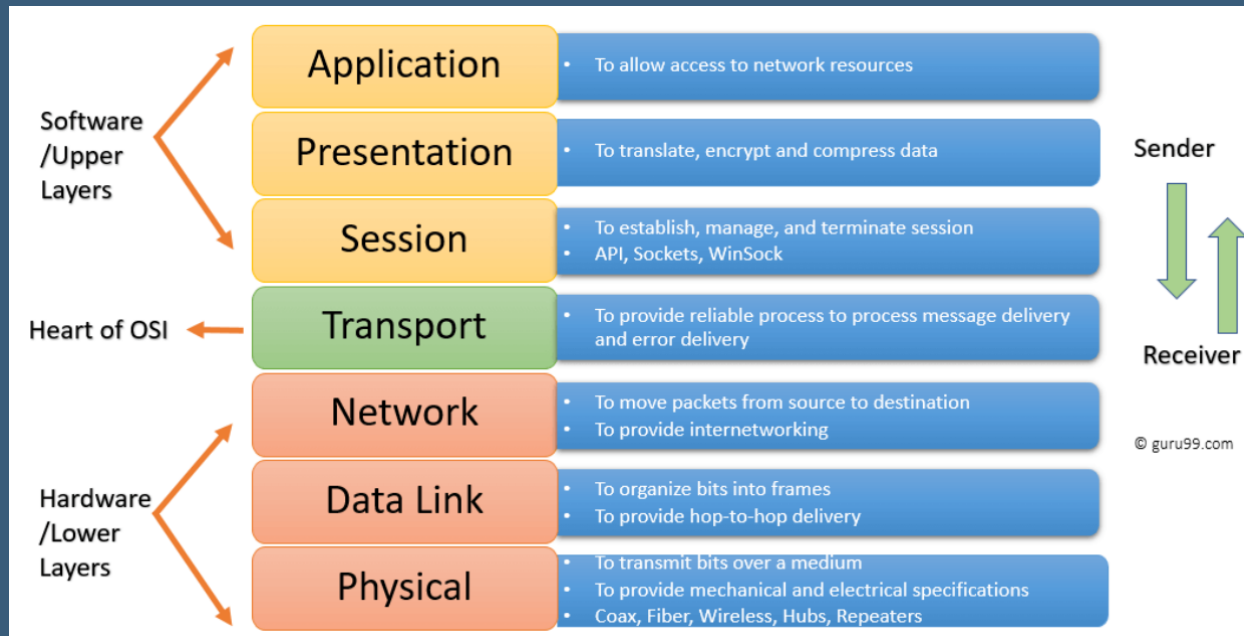 Application
• To allow access to network resources
Software
/Upper
Layers
Presentation
• To translate, encrypt and compress data
Sender
Session
• To establish, manage, and terminate session
• API, Sockets, WinSock
Heart of OSI
Transport
• To provide reliable process to process message delivery
and error delivery
Receiver
Network
• To move packets from source to destination
• To provide internetworking
© guru99.com
Hardware
/Lower
Layers
Data Link
• To organize bits into frames
• To provide hop-to-hop delivery
Physical
• To transmit bits over a medium
• To provide mechanical and electrical specifications
• Coax, Fiber, Wireless, Hubs, Repeaters